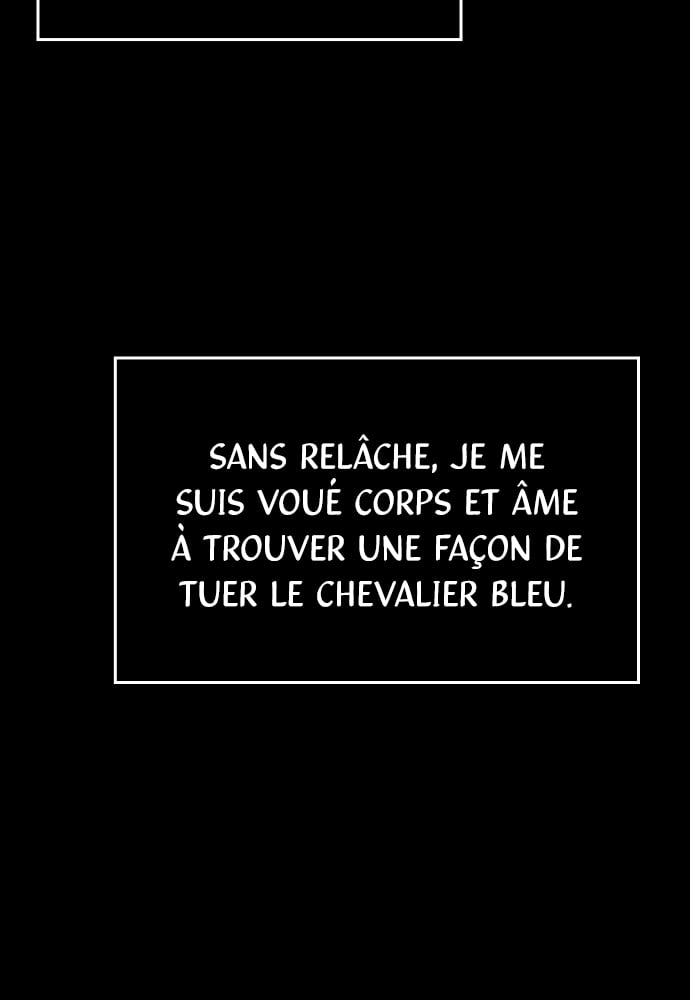 SANS RELÂCHE, JE ME
SUIS VOUÉ CORPS ET ÂME
À TROUVER UNE FAÇON DE
TUER LE CHEVALIER BLEU.